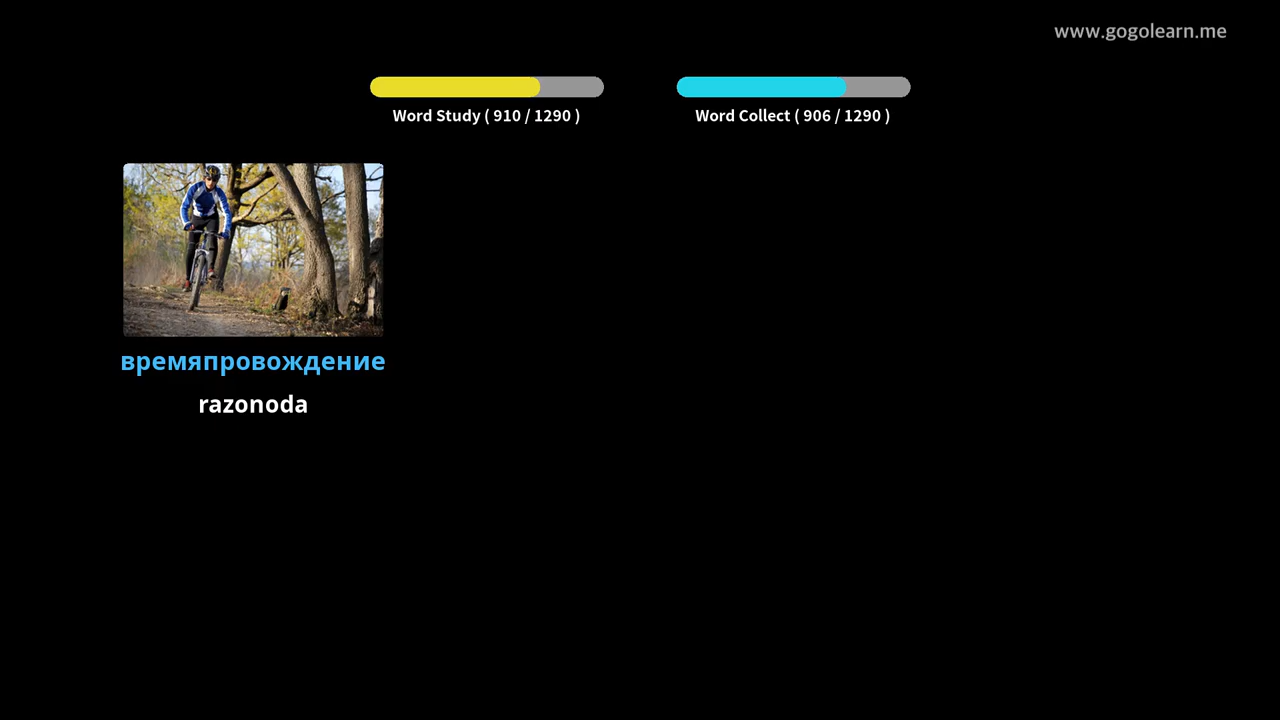 www.gogolearn.me
Word Study ( 910 / 1290 )
Word Collect ( 906 / 1290 )
времяпровождение
razonoda